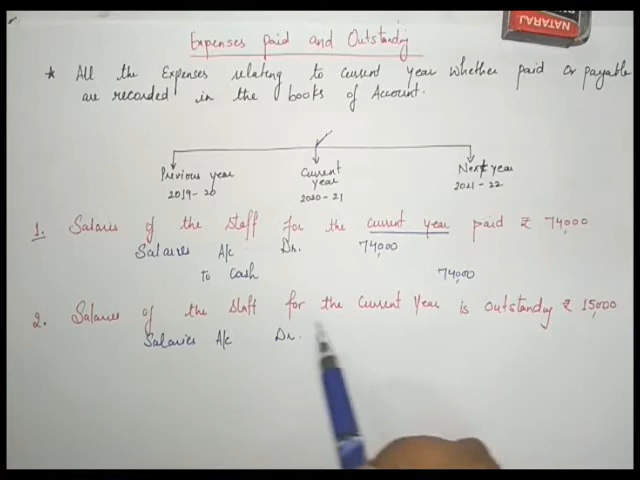 NATARAJ
Expenses Paid and Outstanding
* All the Expenses relating to current year whether paid or payable
are recorded in the books of Account.
Previous year Current year Next year
2019-20 2020-21 2021-22
1. Salaries of the staff for the current year paid ₹ 74,000
Salaries A/c Dr. 74,000
To Cash 74,000
2. Salaries of the staff for the Current Year is Outstanding ₹ 15,000
Salaries A/c Dr.